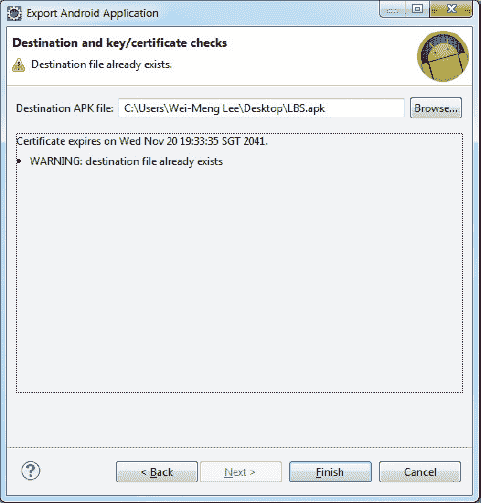 Export Android Application
Destination and key/certificate checks
Destination file already exists.
Destination APK file: C:\Users\Wei-Meng Lee\Desktop\LBS.apk Browse...
Certificate expires on Wed Nov 20 19:33:35 SGT 2041.
• WARNING: destination file already exists
? < Back Next > Finish Cancel